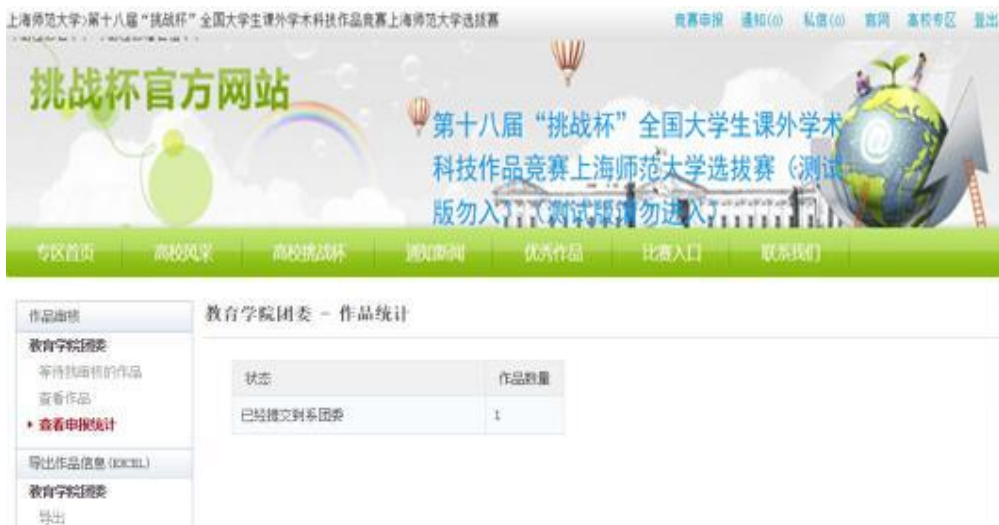 上海师范大学>第十八届“挑战杯”全国大学生课外学术科技作品竞赛上海师范大学选拔赛
竞赛申报 通知(0) 私信(0) 官网 高校专区 登出
挑战杯官方网站
第十八届“挑战杯”全国大学生课外学术
科技作品竞赛上海师范大学选拔赛（测试
版勿入）（测试版请勿进入）
专区首页 高校风采 高校挑战杯 通知新闻 优秀作品 比赛入口 联系我们
作品审核
教育学院团委 - 作品统计
教育学院团委
等待我审核的作品
查看作品
查看申报统计
状态 作品数量
已经提交到系团委 1
导出作品信息(EXCEL)
教育学院团委
导出